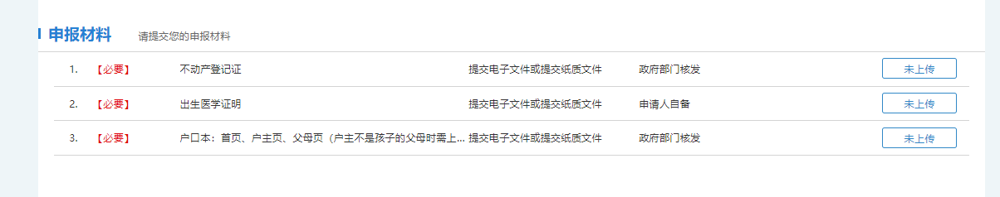 申报材料 请提交您的申报材料
1. 【必要】 不动产登记证 提交电子文件或提交纸质文件 政府部门核发 未上传
2. 【必要】 出生医学证明 提交电子文件或提交纸质文件 申请人自备 未上传
3. 【必要】 户口本：首页、户主页、父母页（户主不是孩子的父母时需上... 提交电子文件或提交纸质文件 政府部门核发 未上传